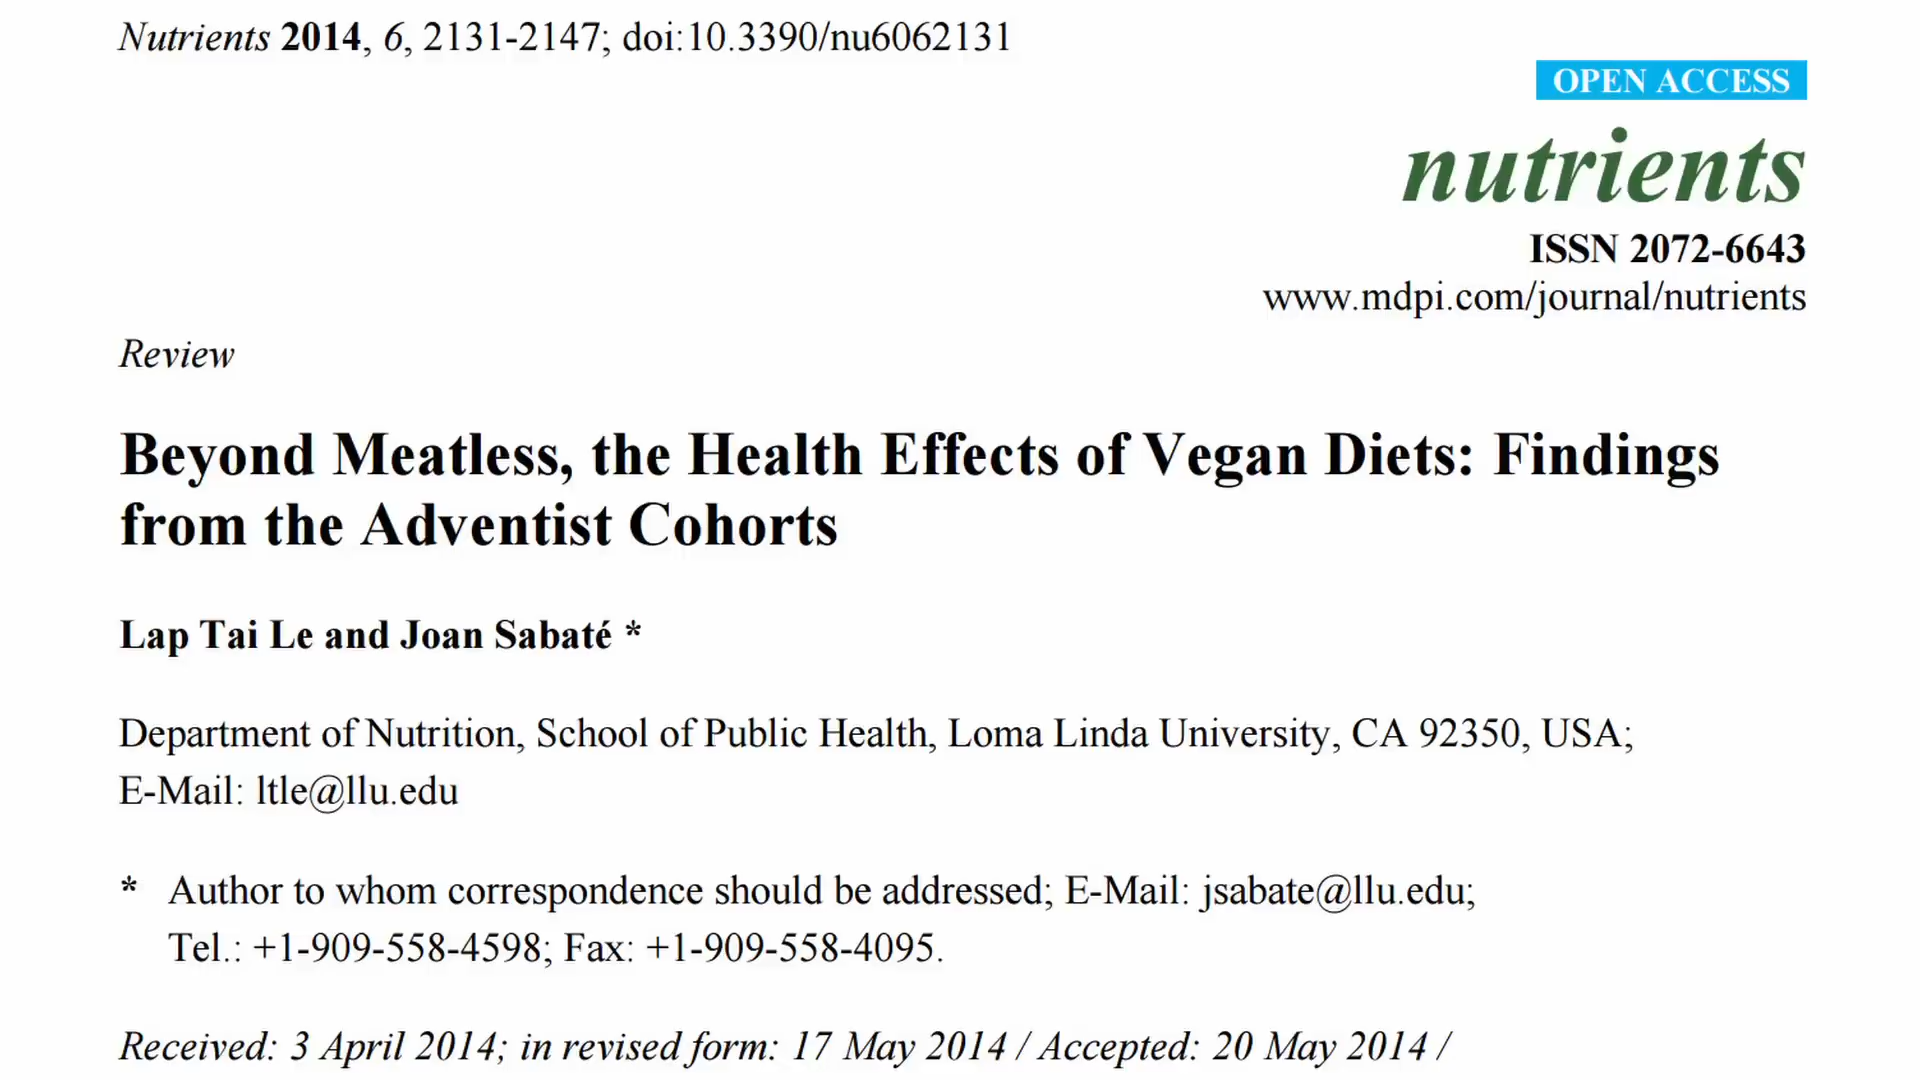 Nutrients 2014, 6, 2131-2147; doi:10.3390/nu6062131
OPEN ACCESS
nutrients
ISSN 2072-6643
www.mdpi.com/journal/nutrients
Review
Beyond Meatless, the Health Effects of Vegan Diets: Findings
from the Adventist Cohorts
Lap Tai Le and Joan Sabaté *
Department of Nutrition, School of Public Health, Loma Linda University, CA 92350, USA;
E-Mail: ltle@llu.edu
* Author to whom correspondence should be addressed; E-Mail: jsabate@llu.edu;
Tel.: +1-909-558-4598; Fax: +1-909-558-4095.
Received: 3 April 2014; in revised form: 17 May 2014 / Accepted: 20 May 2014 /